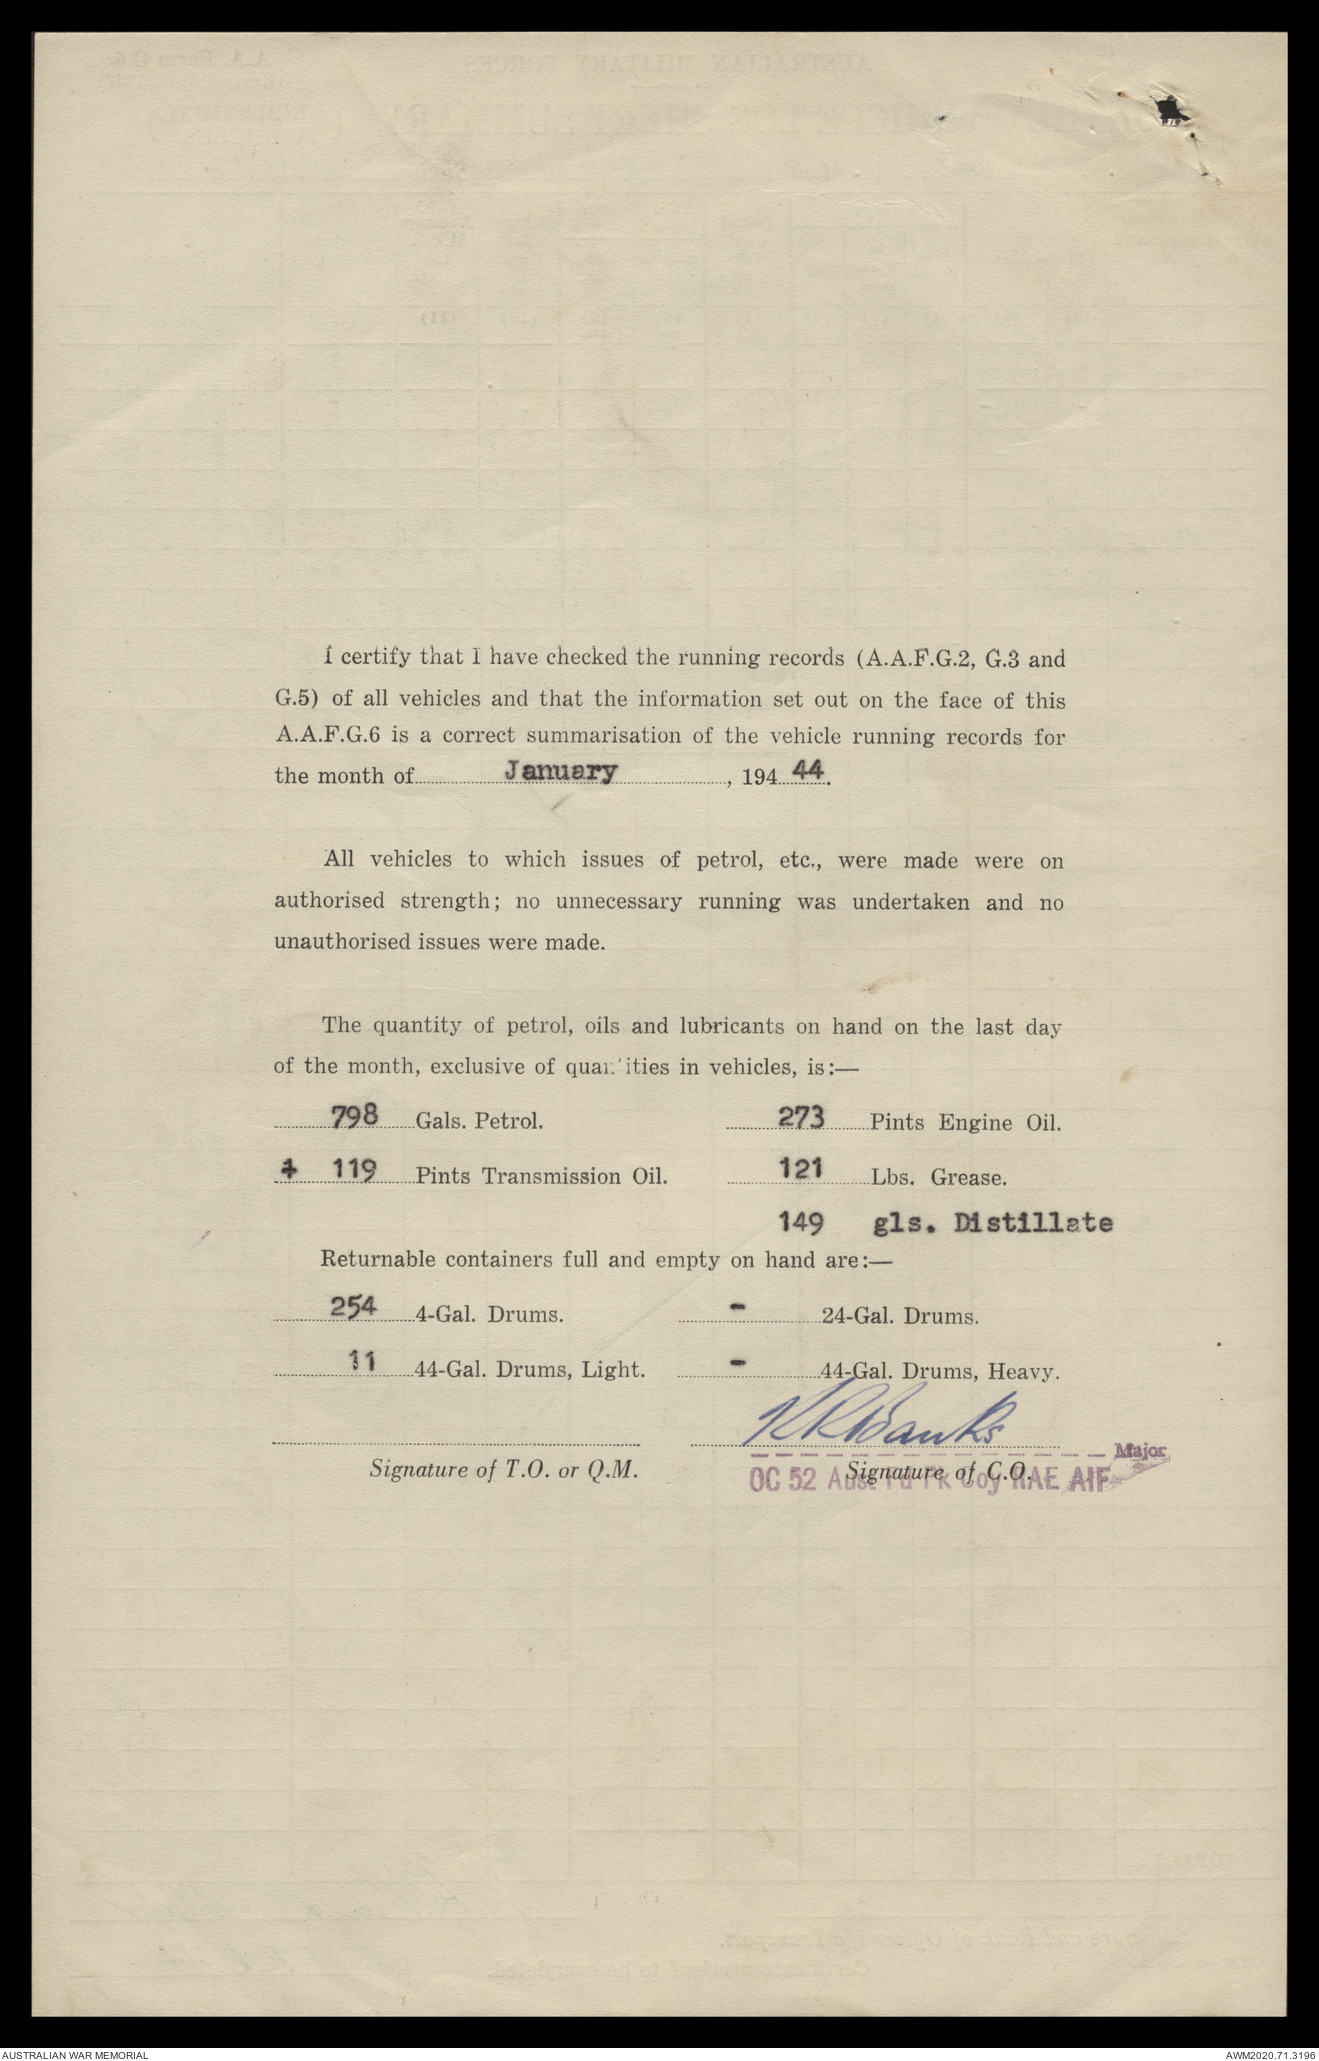 I certify that I have checked the running records (A.A.F.G.2, G.3 and
G.5) of all vehicles and that the information set out on the face of this
A.A.F.G.6 is a correct summarisation of the vehicle running records for
the month of January, 194 44.
All vehicles to which issues of petrol, etc., were made were on
authorised strength; no unnecessary running was undertaken and no
unauthorised issues were made.
The quantity of petrol, oils and lubricants on hand on the last day
of the month, exclusive of quantities in vehicles, is:—
798 Gals. Petrol. 273 Pints Engine Oil.
119 Pints Transmission Oil. 121 Lbs. Grease.
149 gls. Distillate
Returnable containers full and empty on hand are:—
254 4-Gal. Drums. - 24-Gal. Drums.
11 44-Gal. Drums, Light. - 44-Gal. Drums, Heavy.
KRBanks
Major
Signature of T.O. or Q.M. Signature of C.O.
OC 52 Aust Fd Pk Coy RAE AIF
AUSTRALIAN WAR MEMORIAL AWM2020.71.3196